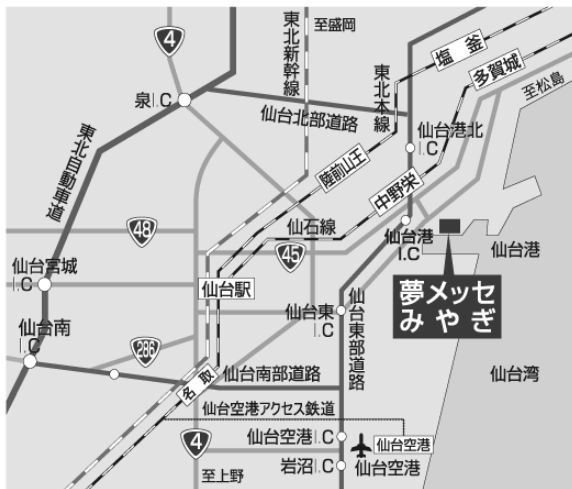 4
至盛岡
東北新幹線
塩釜
多賀城
東北本線
至松島
泉I.C
仙台北部道路
仙台港北
I.C
東北自動車道
陸前山王
中野栄
48
仙石線
45
仙台港
I.C
仙台港
仙台宮城
I.C
仙台駅
夢メッセ
みやぎ
仙台東
I.C
仙台東部道路
仙台南
I.C
286
仙台南部道路
仙台湾
名取
仙台空港アクセス鉄道
4
仙台空港I.C
仙台空港
至上野
岩沼I.C
仙台空港